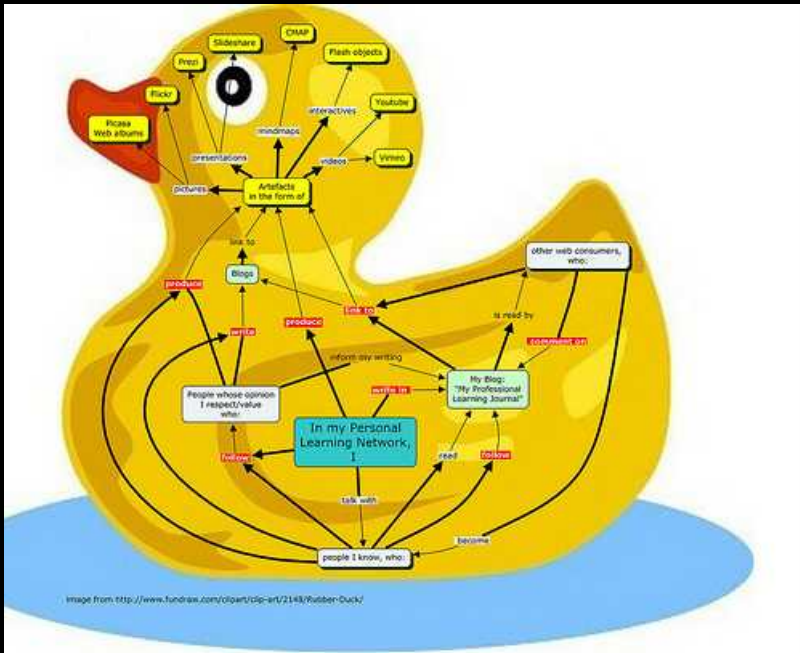 CMAP
Slideshare
Flash objects
Prezi
Flickr
interactives
Youtube
Picasa
Web albums
mindmaps
presentations
videos
Vimeo
pictures
Artefacts
in the form of
link to
other web consumers,
who:
Blogs
produce
link to
is read by
produce
write
comment on
inform my writing
My Blog:
"My Professional
Learning Journal"
write in
People whose opinion
I respect/value
who:
In my Personal
Learning Network,
I
follow
read
follow
talk with
become
people I know, who:
Image from http://www.fundraw.com/clipart/clip-art/2148/Rubber-Duck/